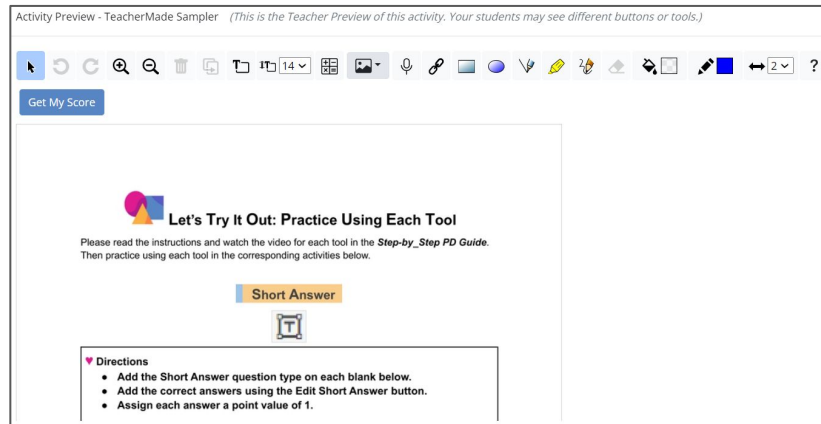 Activity Preview - TeacherMade Sampler (This is the Teacher Preview of this activity. Your students may see different buttons or tools.)
14
2
?
Get My Score
Let's Try It Out: Practice Using Each Tool
Please read the instructions and watch the video for each tool in the Step-by_Step PD Guide.
Then practice using each tool in the corresponding activities below.
Short Answer
T
♥ Directions
• Add the Short Answer question type on each blank below.
• Add the correct answers using the Edit Short Answer button.
• Assign each answer a point value of 1.